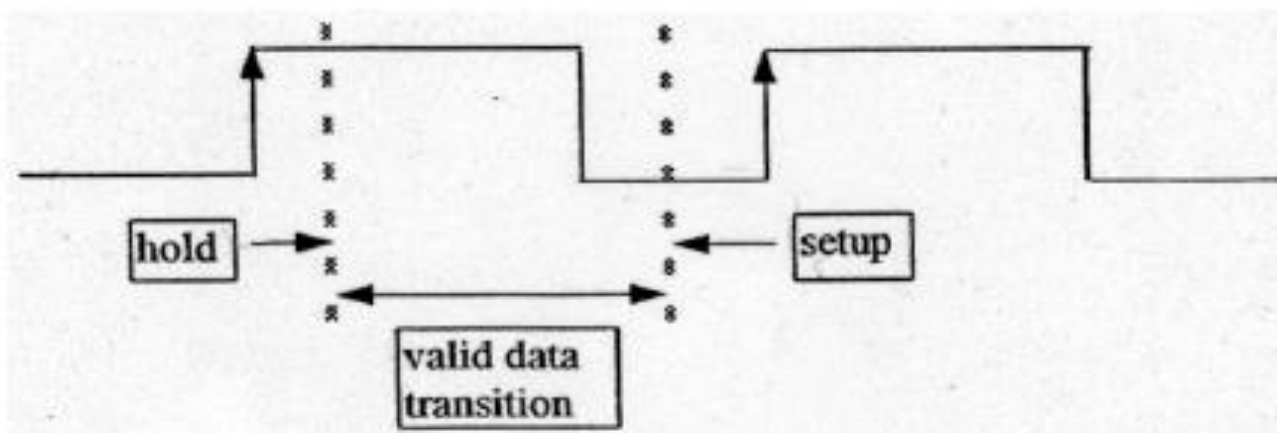 hold
setup
valid data
transition